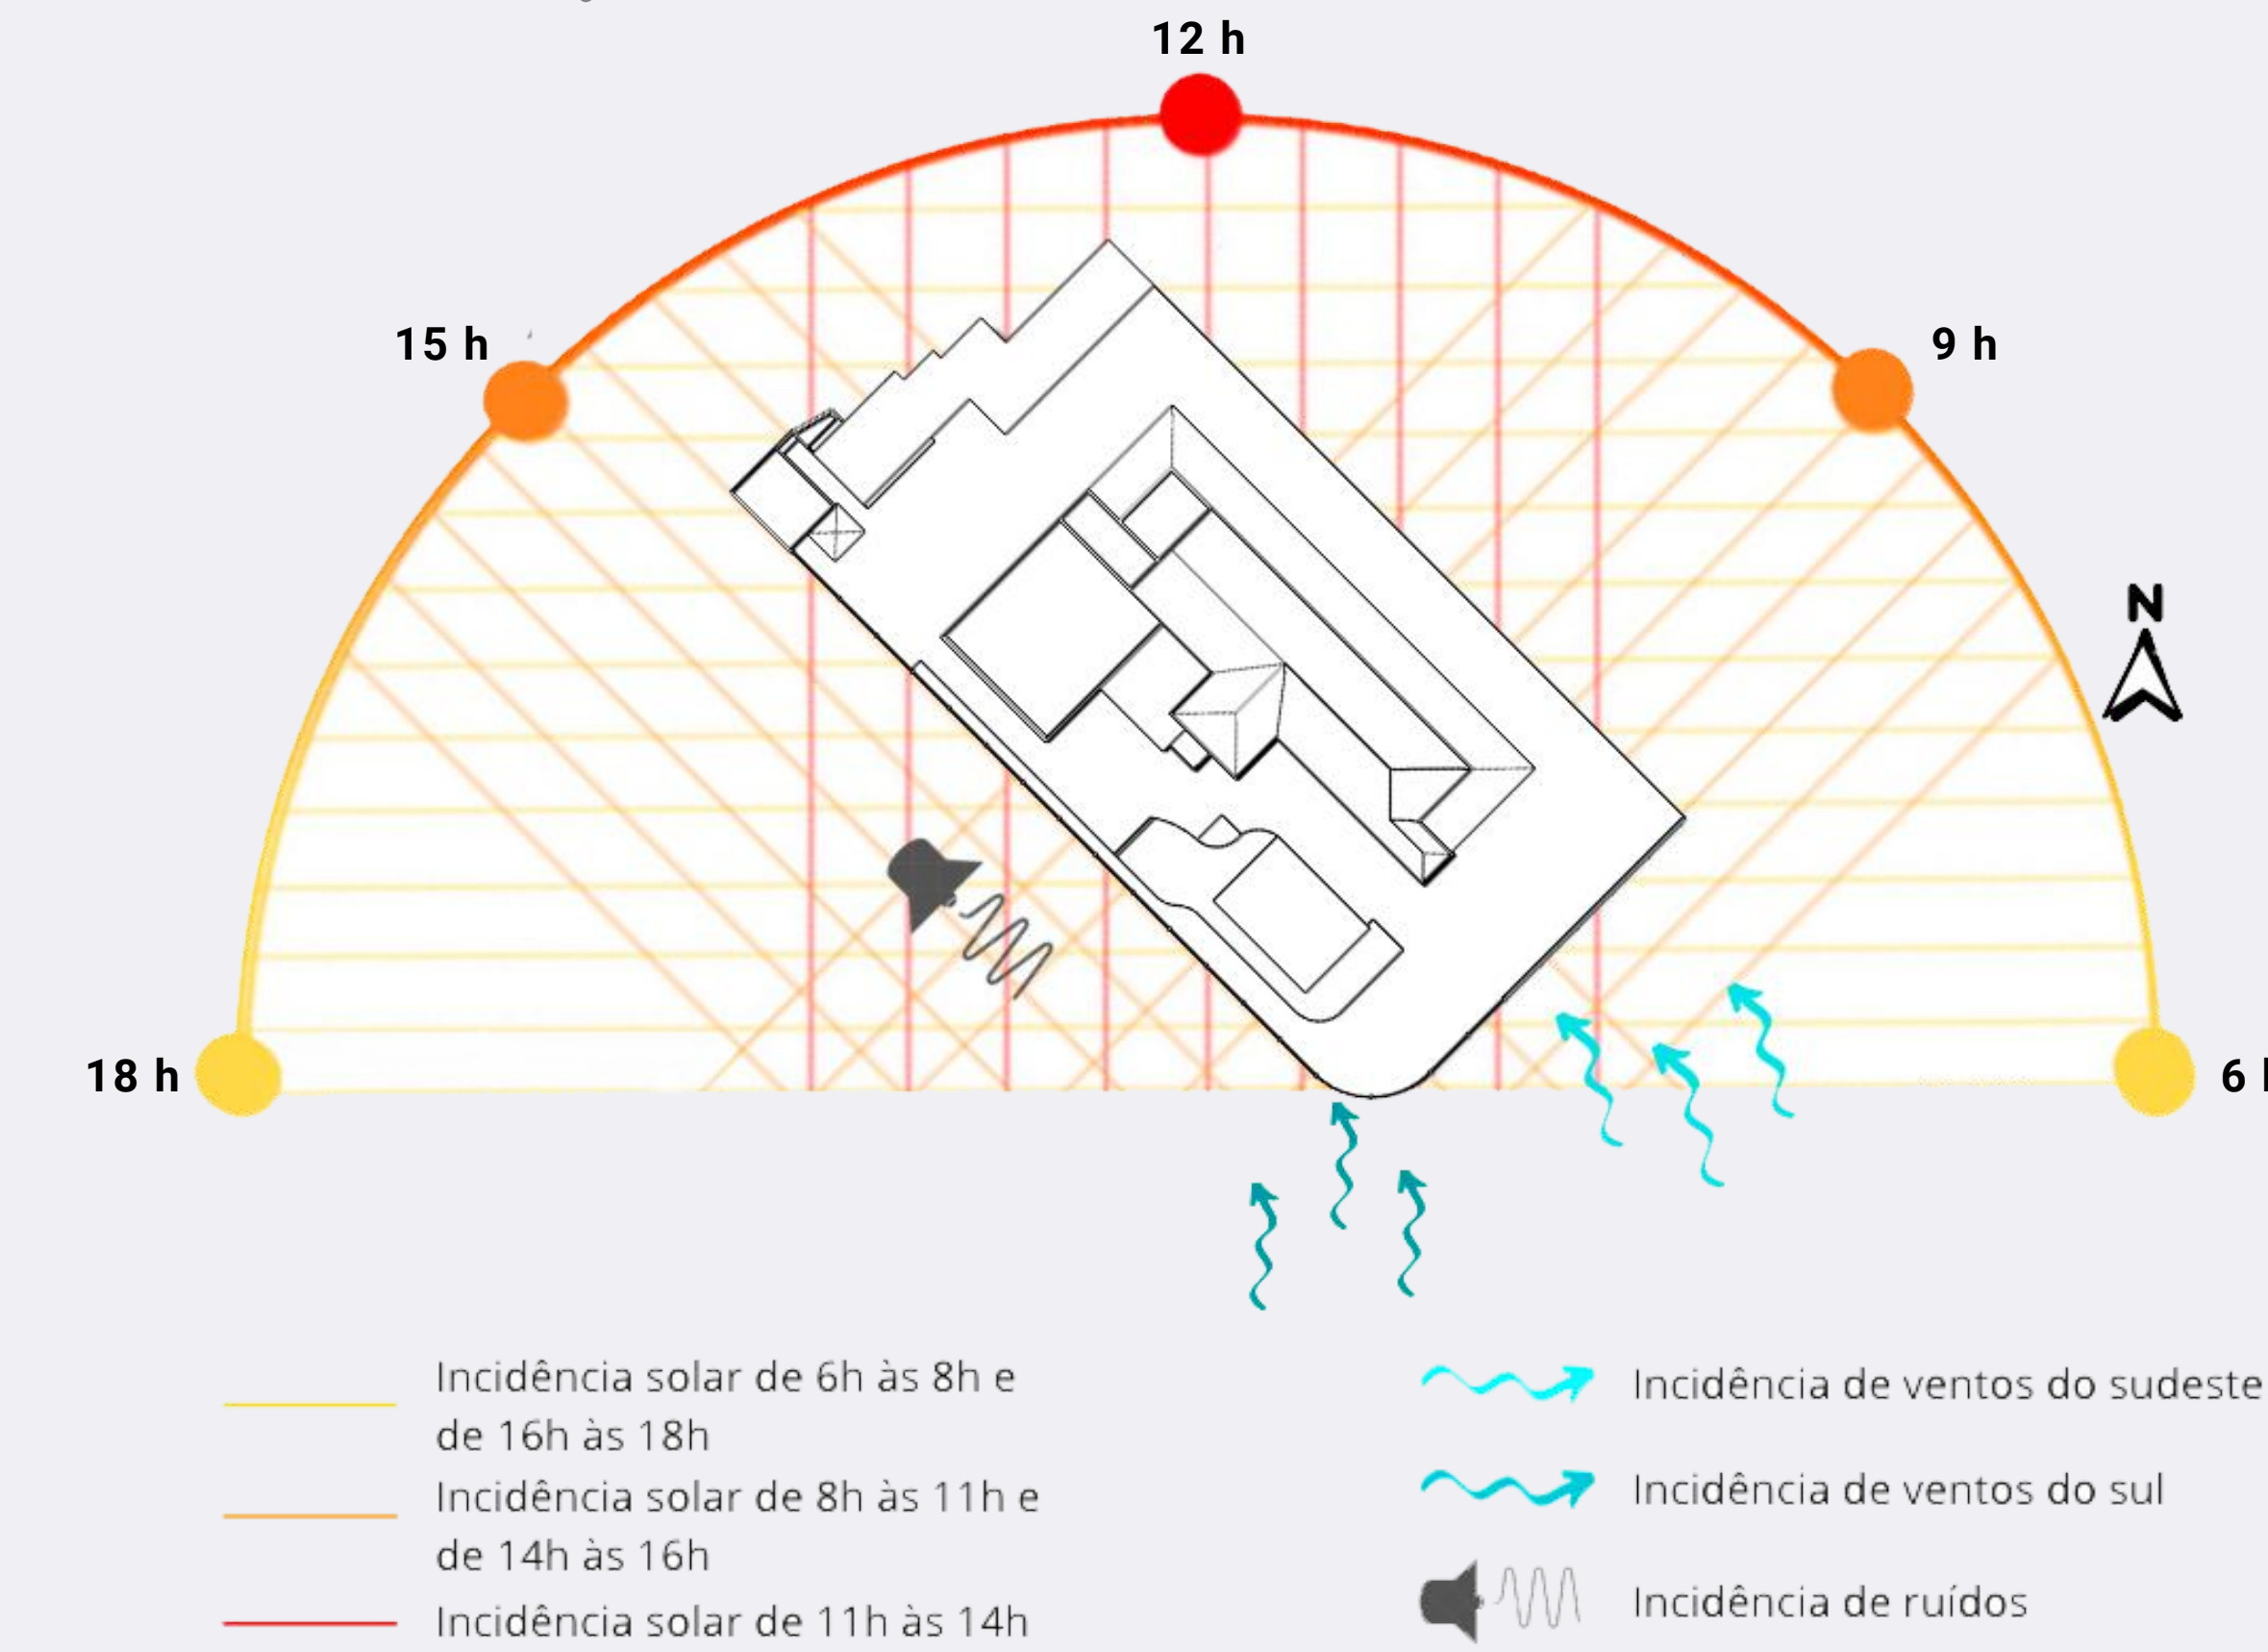 12 h
15 h
9 h
N
18 h
6
Incidência solar de 6h às 8h e
de 16h às 18h
Incidência solar de 8h às 11h e
de 14h às 16h
Incidência solar de 11h às 14h
Incidência de ventos do sudeste
Incidência de ventos do sul
Incidência de ruídos